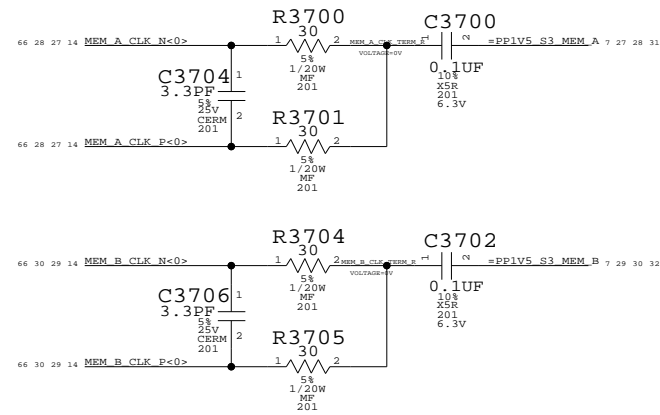 R3700
C3700
30
66 28 27 14 MEM_A_CLK_N<0> 1 2 MEM_A_CLK_TERM_R 1 2 =PP1V5_S3_MEM_A 7 27 28 31
VOLTAGE=0V
5%
1/20W
MF
201
0.1UF
10%
X5R
201
6.3V
C3704 1
3.3PF
5%
25V
CERM
201
2
R3701
30
66 28 27 14 MEM_A_CLK_P<0> 1 2
5%
1/20W
MF
201
R3704
C3702
30
66 30 29 14 MEM_B_CLK_N<0> 1 2 MEM_B_CLK_TERM_R 1 2 =PP1V5_S3_MEM_B 7 29 30 32
VOLTAGE=0V
5%
1/20W
MF
201
0.1UF
10%
X5R
201
6.3V
C3706 1
3.3PF
5%
25V
CERM
201
2
R3705
30
66 30 29 14 MEM_B_CLK_P<0> 1 2
5%
1/20W
MF
201